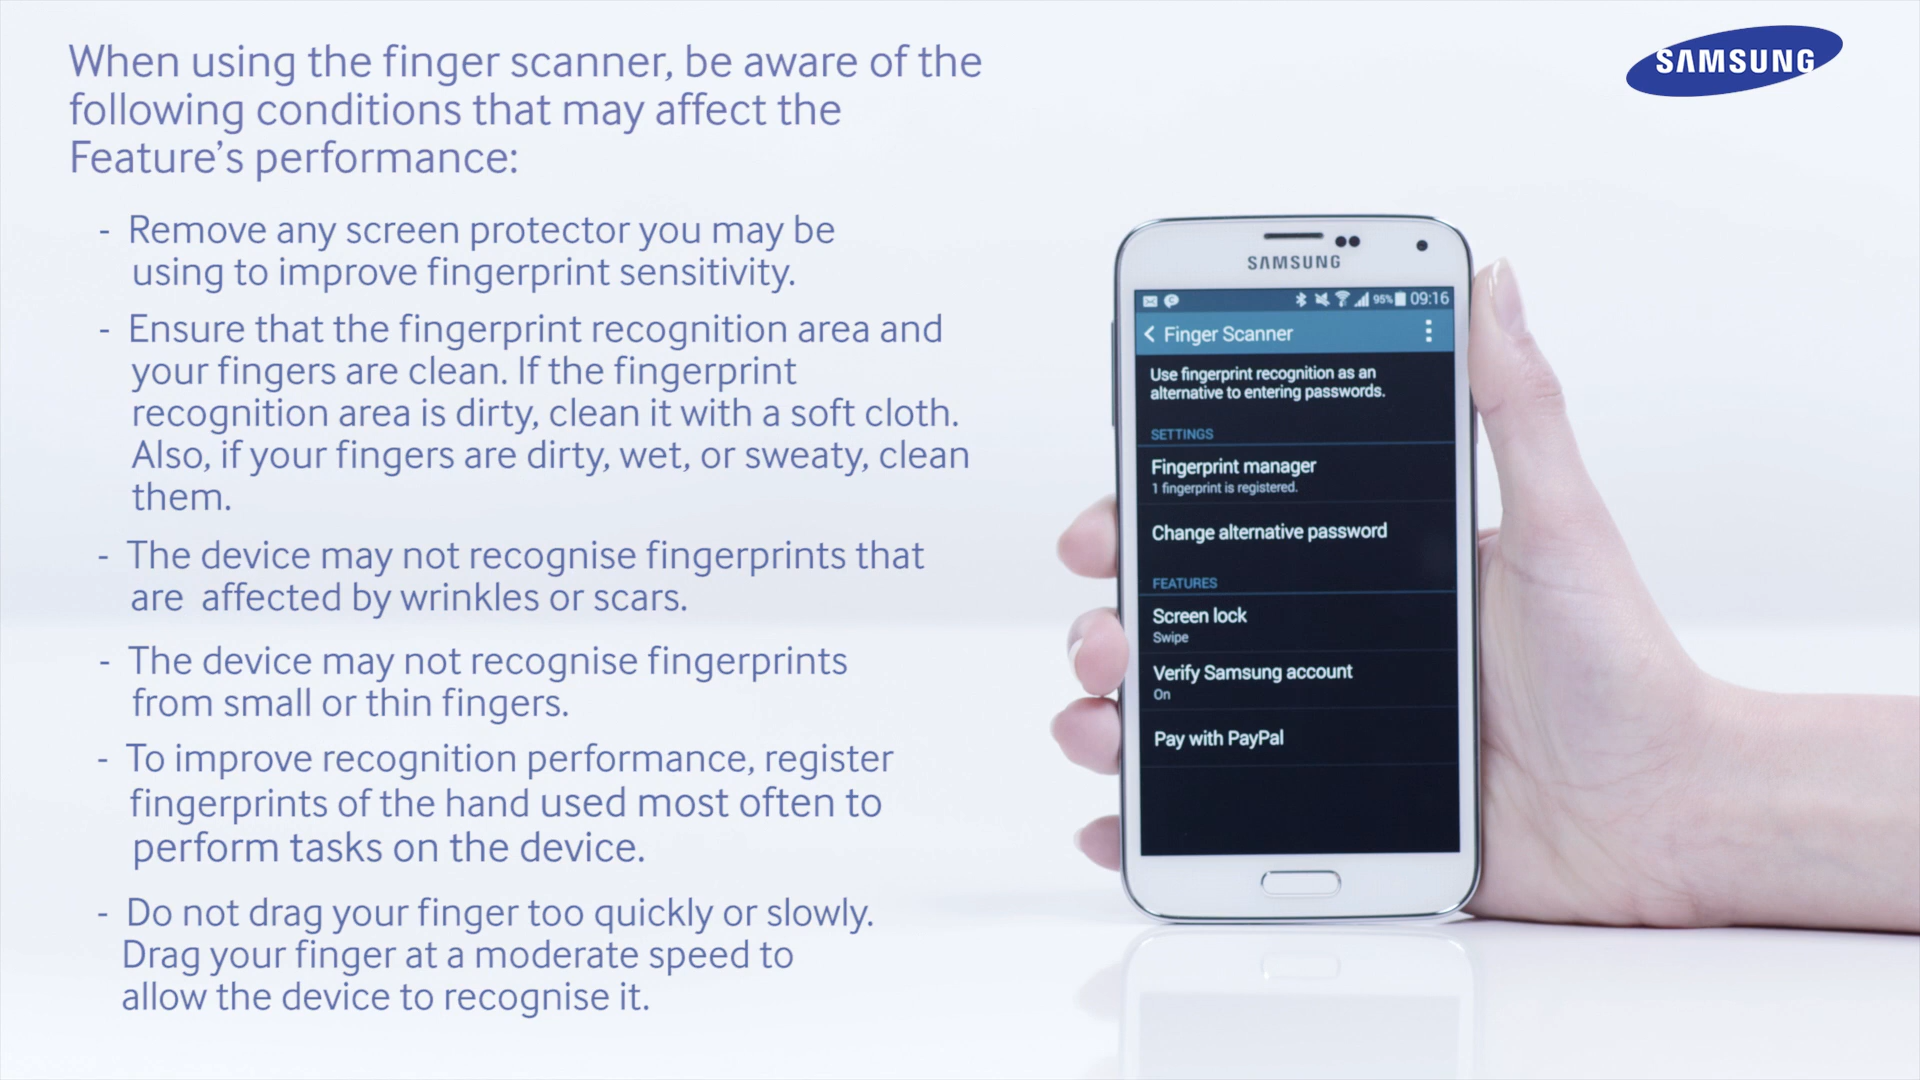 When using the finger scanner, be aware of the
following conditions that may affect the
Feature's performance:
- Remove any screen protector you may be
using to improve fingerprint sensitivity.
- Ensure that the fingerprint recognition area and
your fingers are clean. If the fingerprint
recognition area is dirty, clean it with a soft cloth.
Also, if your fingers are dirty, wet, or sweaty, clean
them.
- The device may not recognise fingerprints that
are affected by wrinkles or scars.
- The device may not recognise fingerprints
from small or thin fingers.
- To improve recognition performance, register
fingerprints of the hand used most often to
perform tasks on the device.
- Do not drag your finger too quickly or slowly.
Drag your finger at a moderate speed to
allow the device to recognise it.
SAMSUNG
SAMSUNG
95% 09:16
Finger Scanner
Use fingerprint recognition as an
alternative to entering passwords.
SETTINGS
Fingerprint manager
1 fingerprint is registered.
Change alternative password
FEATURES
Screen lock
Swipe
Verify Samsung account
On
Pay with PayPal